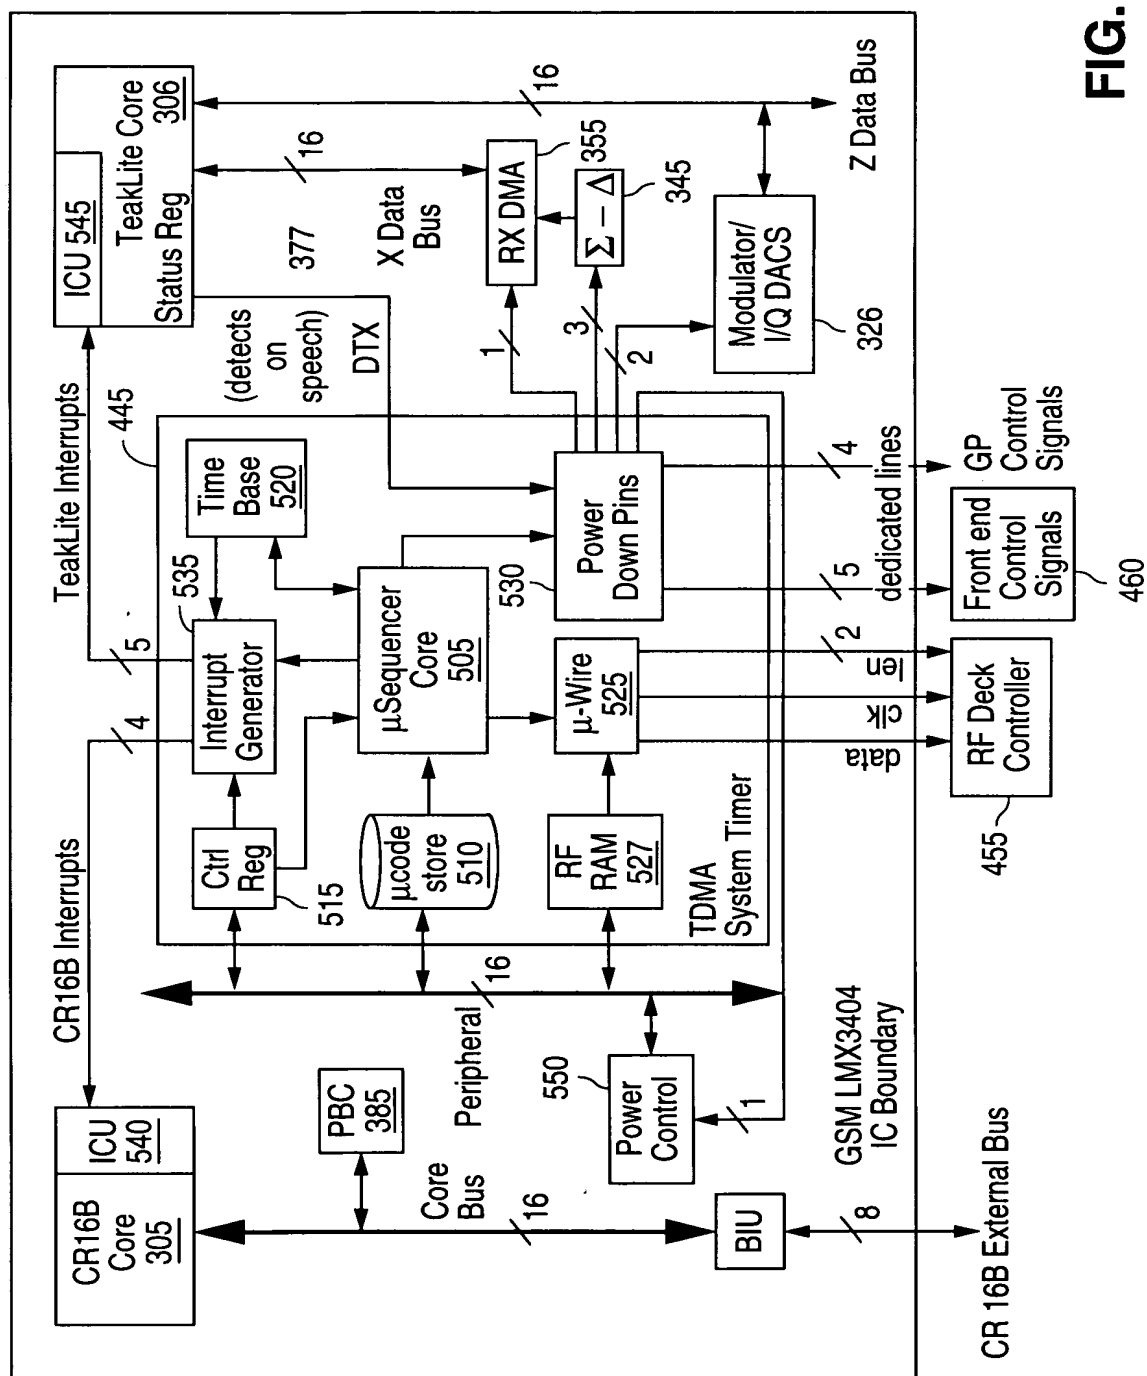 TeakLite Interrupts
CR16B Interrupts
CR16B
Core
305
ICU
540
ICU 545
TeakLite Core
306
Status Reg
377
(detects
on
speech)
DTX
X Data
Bus
16
16
Z Data Bus
445
4
5
535
Time
Base
520
Interrupt
Generator
Ctrl
Reg
515
µSequencer
Core
505
µcode
store
510
µ-Wire
525
RF
RAM
527
530
Power
Down Pins
TDMA
System Timer
1
3
2
RX DMA
355
Σ – Δ
345
Modulator/
I/Q DACS
326
PBC
385
Core
Bus
16
Peripheral
16
550
Power
Control
1
BIU
8
GSM LMX3404
IC Boundary
CR 16B External Bus
data
clk
len
2
5
4
dedicated lines
RF Deck
Controller
455
Front end
Control
Signals
460
GP
Control
Signals
FIG.